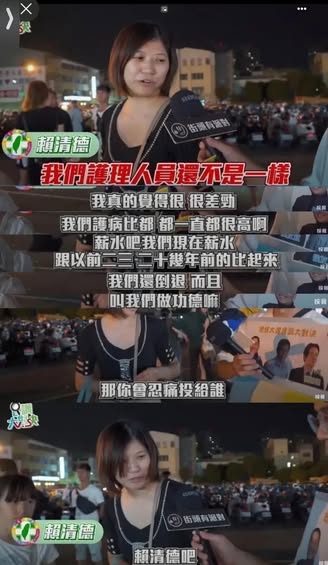 賴清德
街頭有派對
我們護理人員還不是一樣
我真的覺得很 很差勁
我們護病比都 都一直都很高啊
薪水吧我們現在薪水
跟以前二三 二十幾年前的比起來
我們還倒退 而且
叫我們做功德嘛
那你會忍痛投給誰
街頭有派對
賴清德
賴清德吧